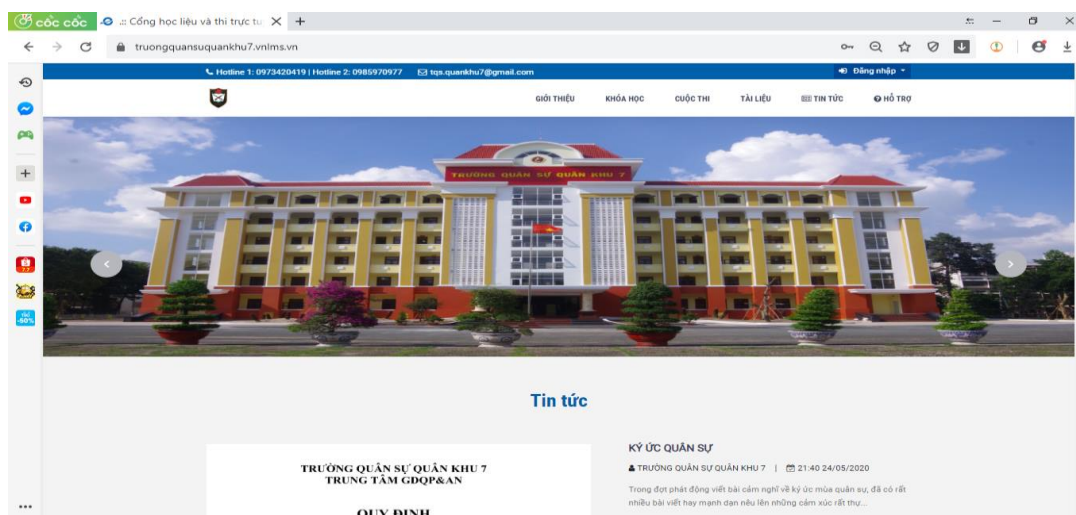 cốc cốc
.:: Cổng học liệu và thi trực tu
truongquansuquankhu7.vnlms.vn
Hotline 1: 0973420419 | Hotline 2: 0985970977
tqs.quankhu7@gmail.com
Đăng nhập
GIỚI THIỆU
KHÓA HỌC
CUỘC THI
TÀI LIỆU
TIN TỨC
HỖ TRỢ
TRƯỜNG QUÂN SỰ QUÂN KHU 7
7.7
tiki
-50%
Tin tức
TRƯỜNG QUÂN SỰ QUÂN KHU 7
TRUNG TÂM GDQP&AN
QUY ĐỊNH
KÝ ỨC QUÂN SỰ
TRƯỜNG QUÂN SỰ QUÂN KHU 7 | 21:40 24/05/2020
Trong đợt phát động viết bài cảm nghĩ về ký ức mùa quân sự, đã có rất
nhiều bài viết hay mạnh dạn nêu lên những cảm xúc rất thự...